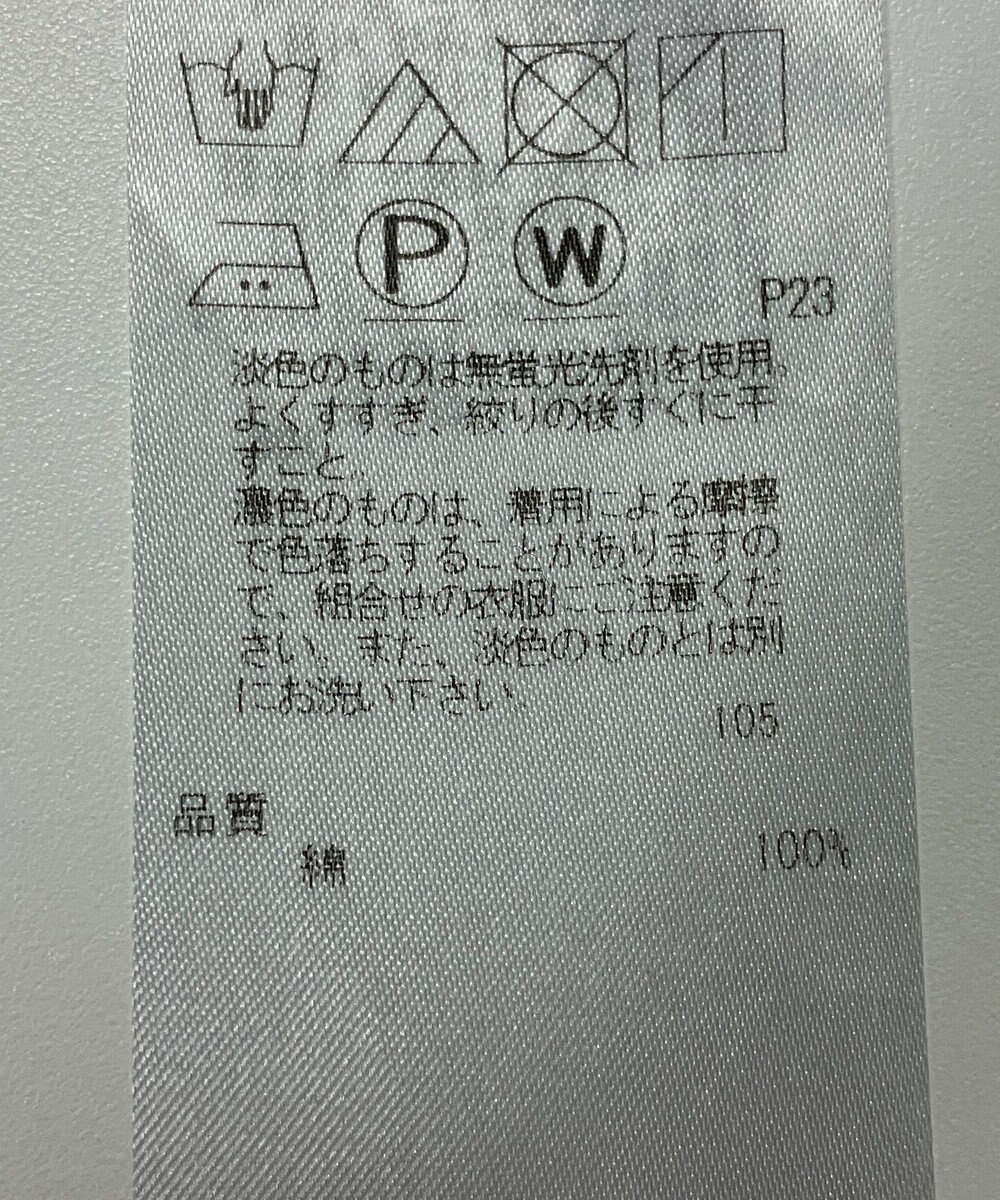 P W
P23
淡色のものは無蛍光洗剤を使用。
よくすすぎ、絞りの後すぐに干
すこと。
濃色のものは、着用による摩擦
で色落ちすることがありますの
で、組合せの衣服にご注意くだ
さい。また、淡色のものとは別
にお洗い下さい。
105
品質
綿 100%